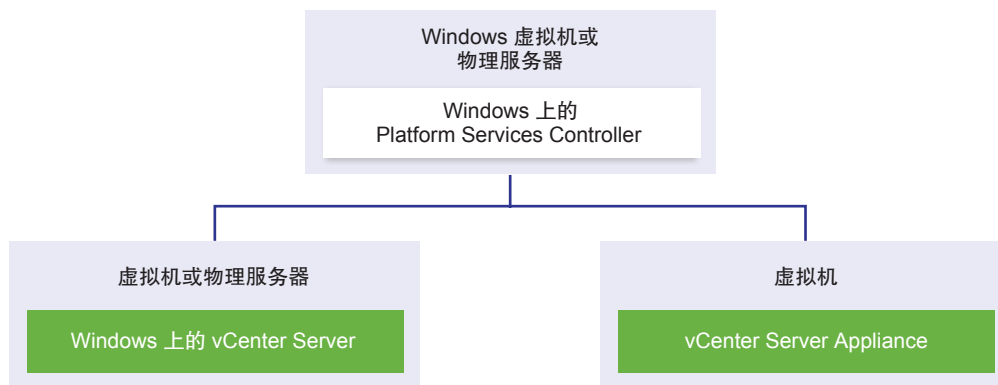 Windows 虚拟机或
物理服务器
Windows 上的
Platform Services Controller
虚拟机或物理服务器
Windows 上的 vCenter Server
虚拟机
vCenter Server Appliance